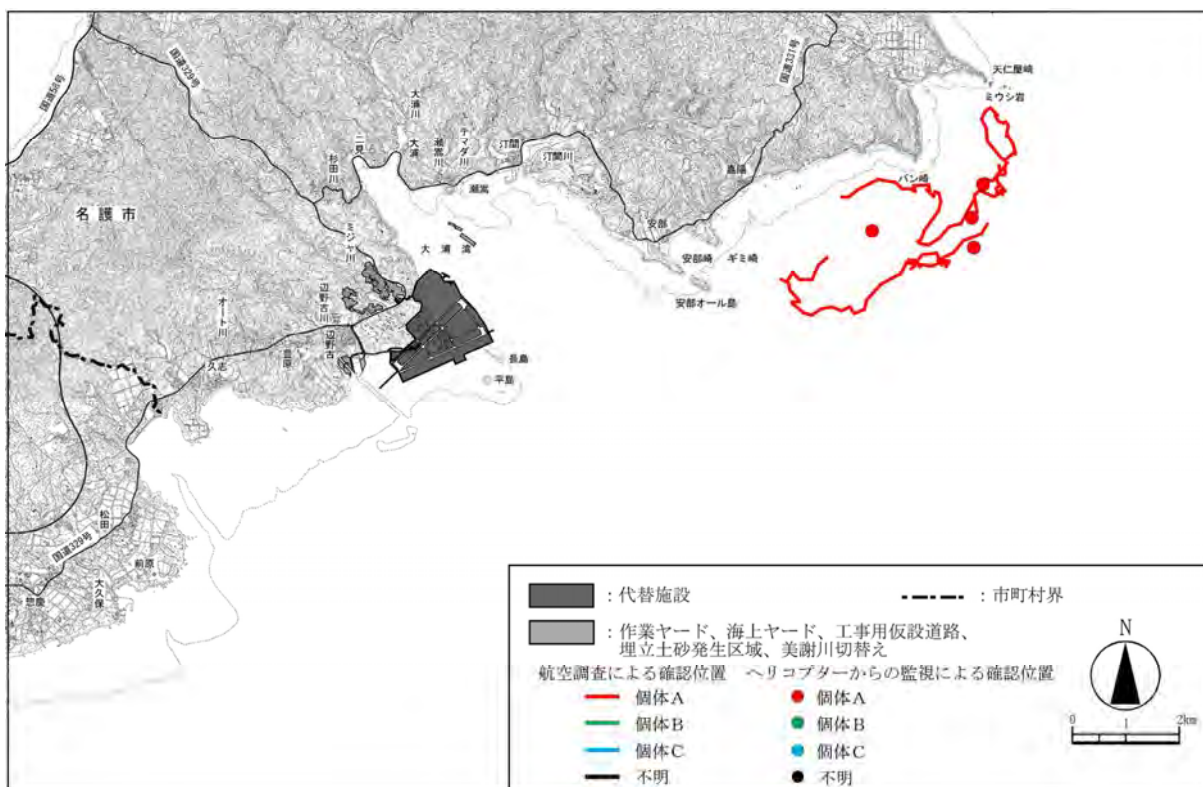 天仁屋崎
ミウシ岩
国道58号
国道329号
国道331号
大浦川
大浦
瀬嵩川
テマダ川
汀間
汀間川
二見
杉田川
瀬嵩
嘉陽
バン崎
名護市
ミジャ川
大浦湾
安部
安部崎
ギミ崎
安部オール島
辺野古川
辺野古
オート川
豊原
久志
長島
平島
松田
国道329号
前原
大久保
惣慶
：代替施設
：市町村界
：作業ヤード、海上ヤード、工事用仮設道路、
埋立土砂発生区域、美謝川切替え
航空調査による確認位置
ヘリコプターからの監視による確認位置
個体A
個体A
個体B
個体B
個体C
個体C
不明
不明
N
0 1 2km